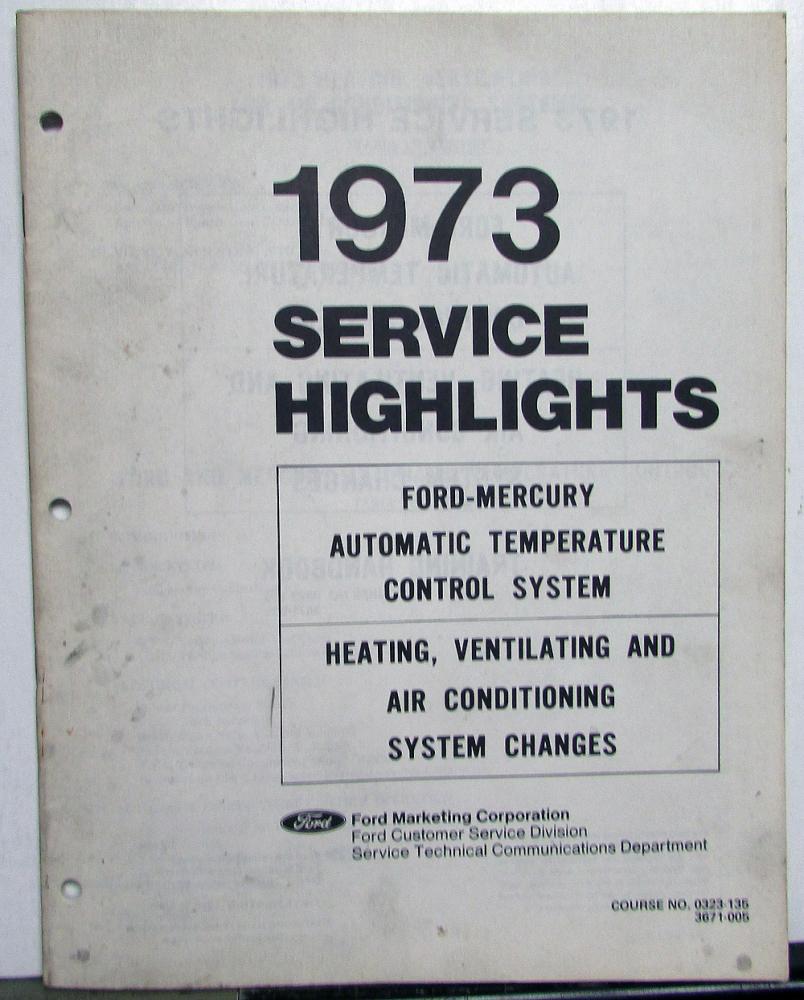 1973
SERVICE
HIGHLIGHTS
FORD-MERCURY
AUTOMATIC TEMPERATURE
CONTROL SYSTEM
HEATING, VENTILATING AND
AIR CONDITIONING
SYSTEM CHANGES
Ford
Ford Marketing Corporation
Ford Customer Service Division
Service Technical Communications Department
COURSE NO. 0323-135
3671-005